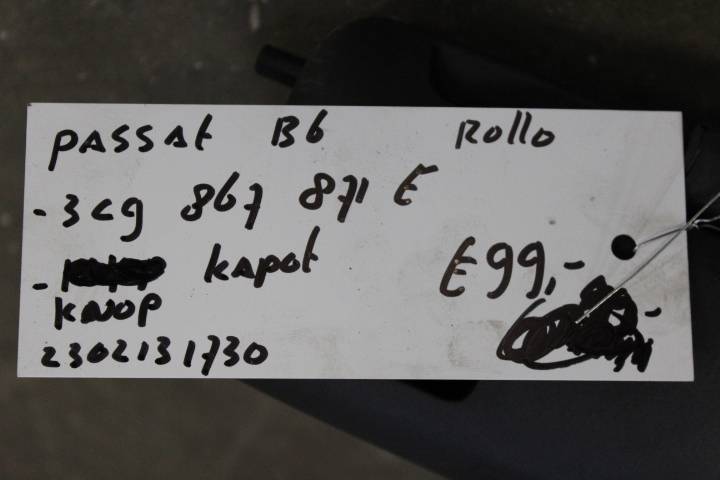 PASSAt B6 Rollo
- 3C9 867 871 E
- kapot €99,-
KNOP
2302131730